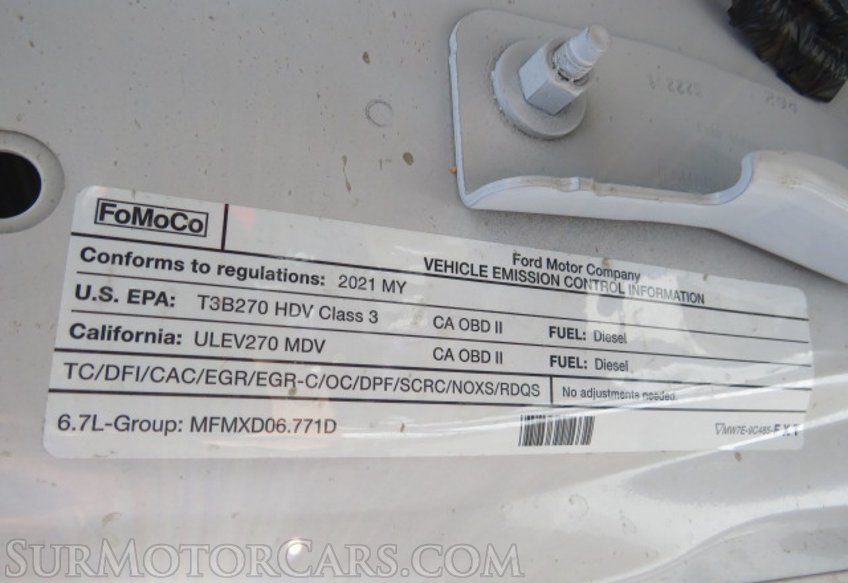 FoMoCo
Ford Motor Company
VEHICLE EMISSION CONTROL INFORMATION
Conforms to regulations: 2021 MY
U.S. EPA: T3B270 HDV Class 3 CA OBD II FUEL: Diesel
California: ULEV270 MDV CA OBD II FUEL: Diesel
TC/DFI/CAC/EGR/EGR-C/OC/DPF/SCRC/NOXS/RDQS No adjustments needed.
6.7L-Group: MFMXD06.771D MW7E-9C485-
SURMOTORCARS.COM